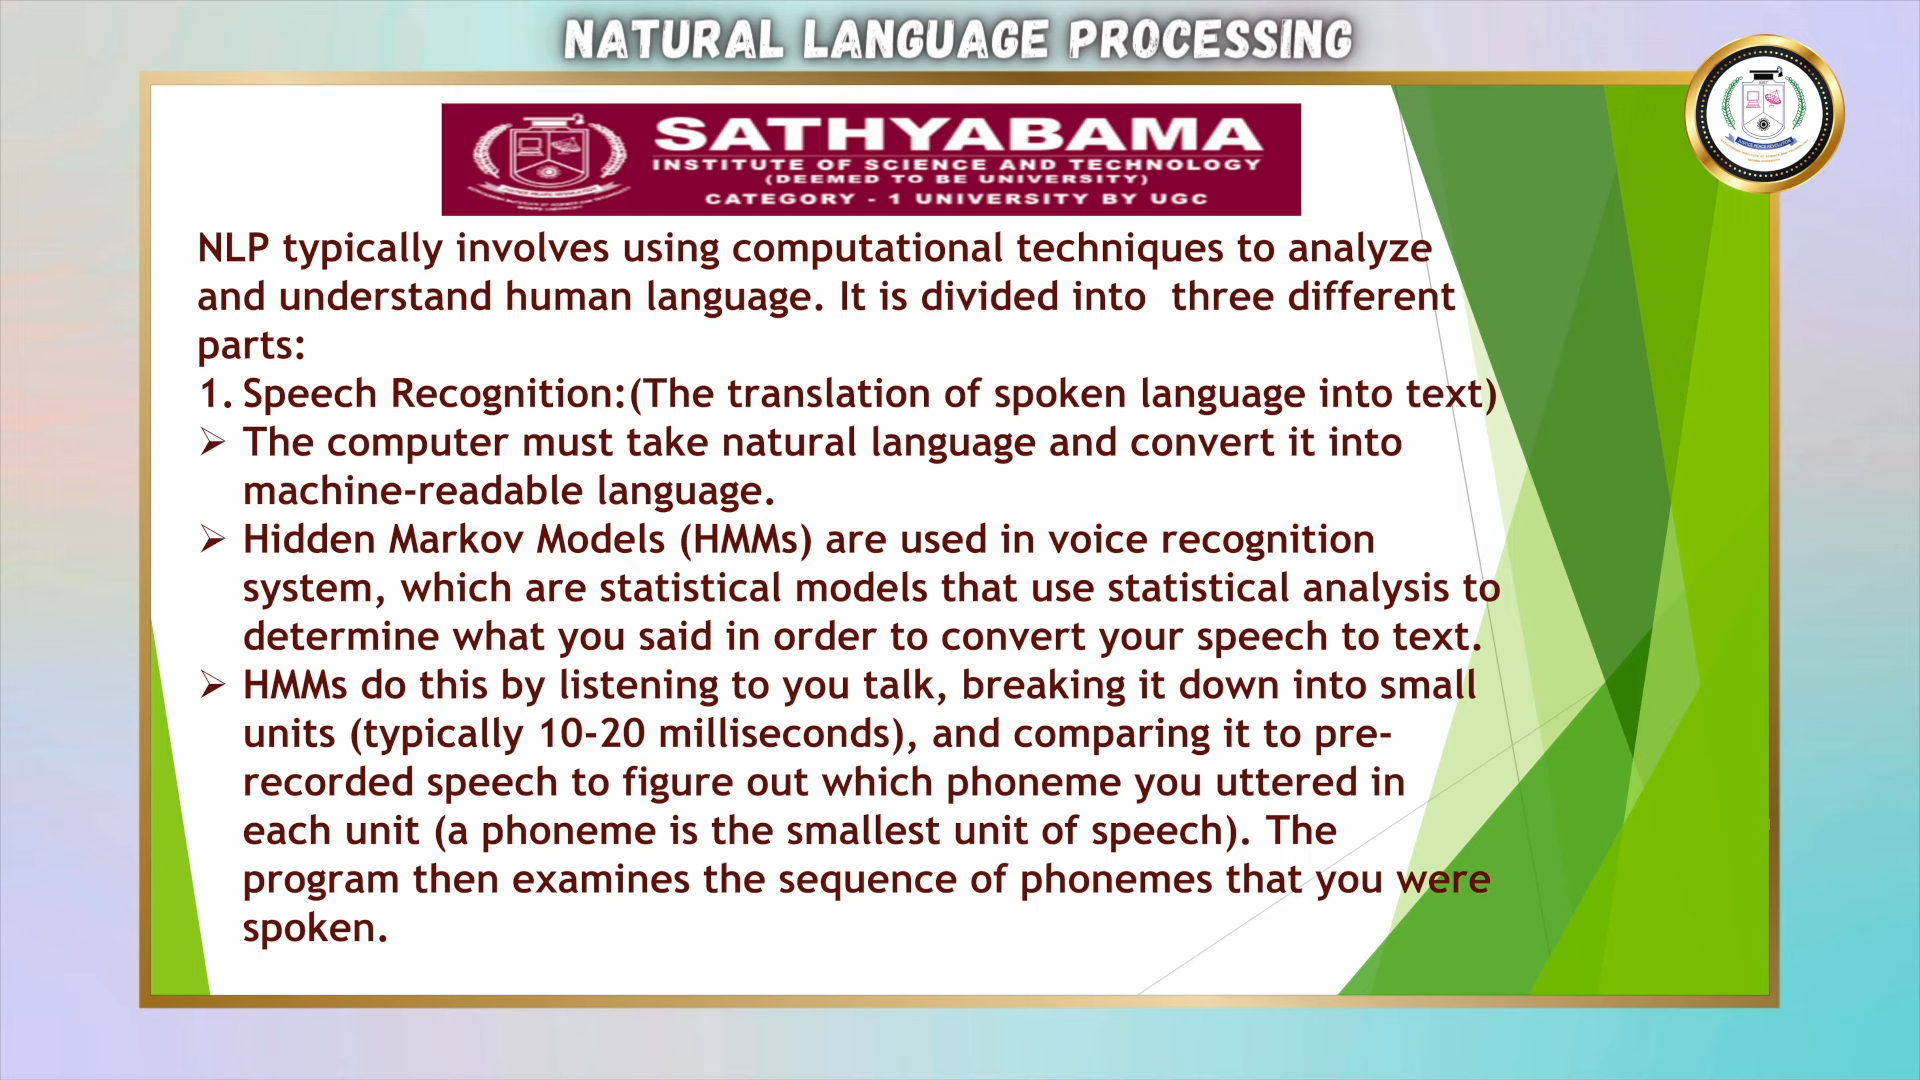 NATURAL LANGUAGE PROCESSING
SATHYABAMA
INSTITUTE OF SCIENCE AND TECHNOLOGY
(DEEMED TO BE UNIVERSITY)
CATEGORY - 1 UNIVERSITY BY UGC
NLP typically involves using computational techniques to analyze
and understand human language. It is divided into three different
parts:
1. Speech Recognition:(The translation of spoken language into text)
➢ The computer must take natural language and convert it into
machine-readable language.
➢ Hidden Markov Models (HMMs) are used in voice recognition
system, which are statistical models that use statistical analysis to
determine what you said in order to convert your speech to text.
➢ HMMs do this by listening to you talk, breaking it down into small
units (typically 10-20 milliseconds), and comparing it to pre-
recorded speech to figure out which phoneme you uttered in
each unit (a phoneme is the smallest unit of speech). The
program then examines the sequence of phonemes that you were
spoken.